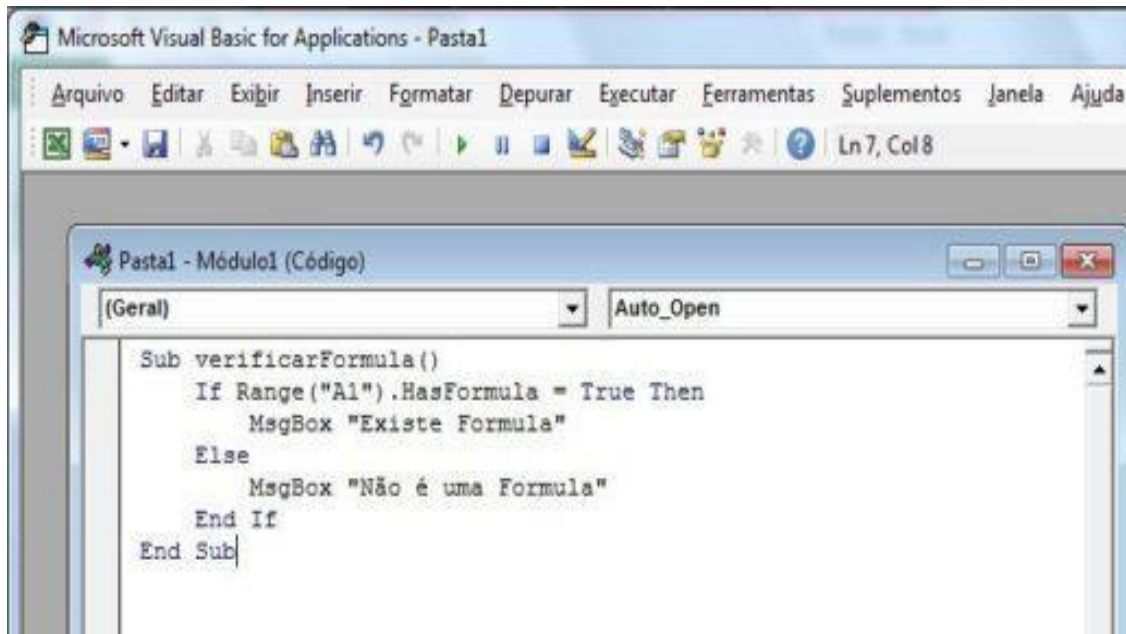 Microsoft Visual Basic for Applications - Pasta1
Arquivo Editar Exibir Inserir Formatar Depurar Executar Ferramentas Suplementos Janela Ajuda
Ln 7, Col 8
Pasta1 - Módulo1 (Código)
(Geral) Auto_Open
Sub verificarFormula()
If Range("A1").HasFormula = True Then
MsgBox "Existe Formula"
Else
MsgBox "Não é uma Formula"
End If
End Sub